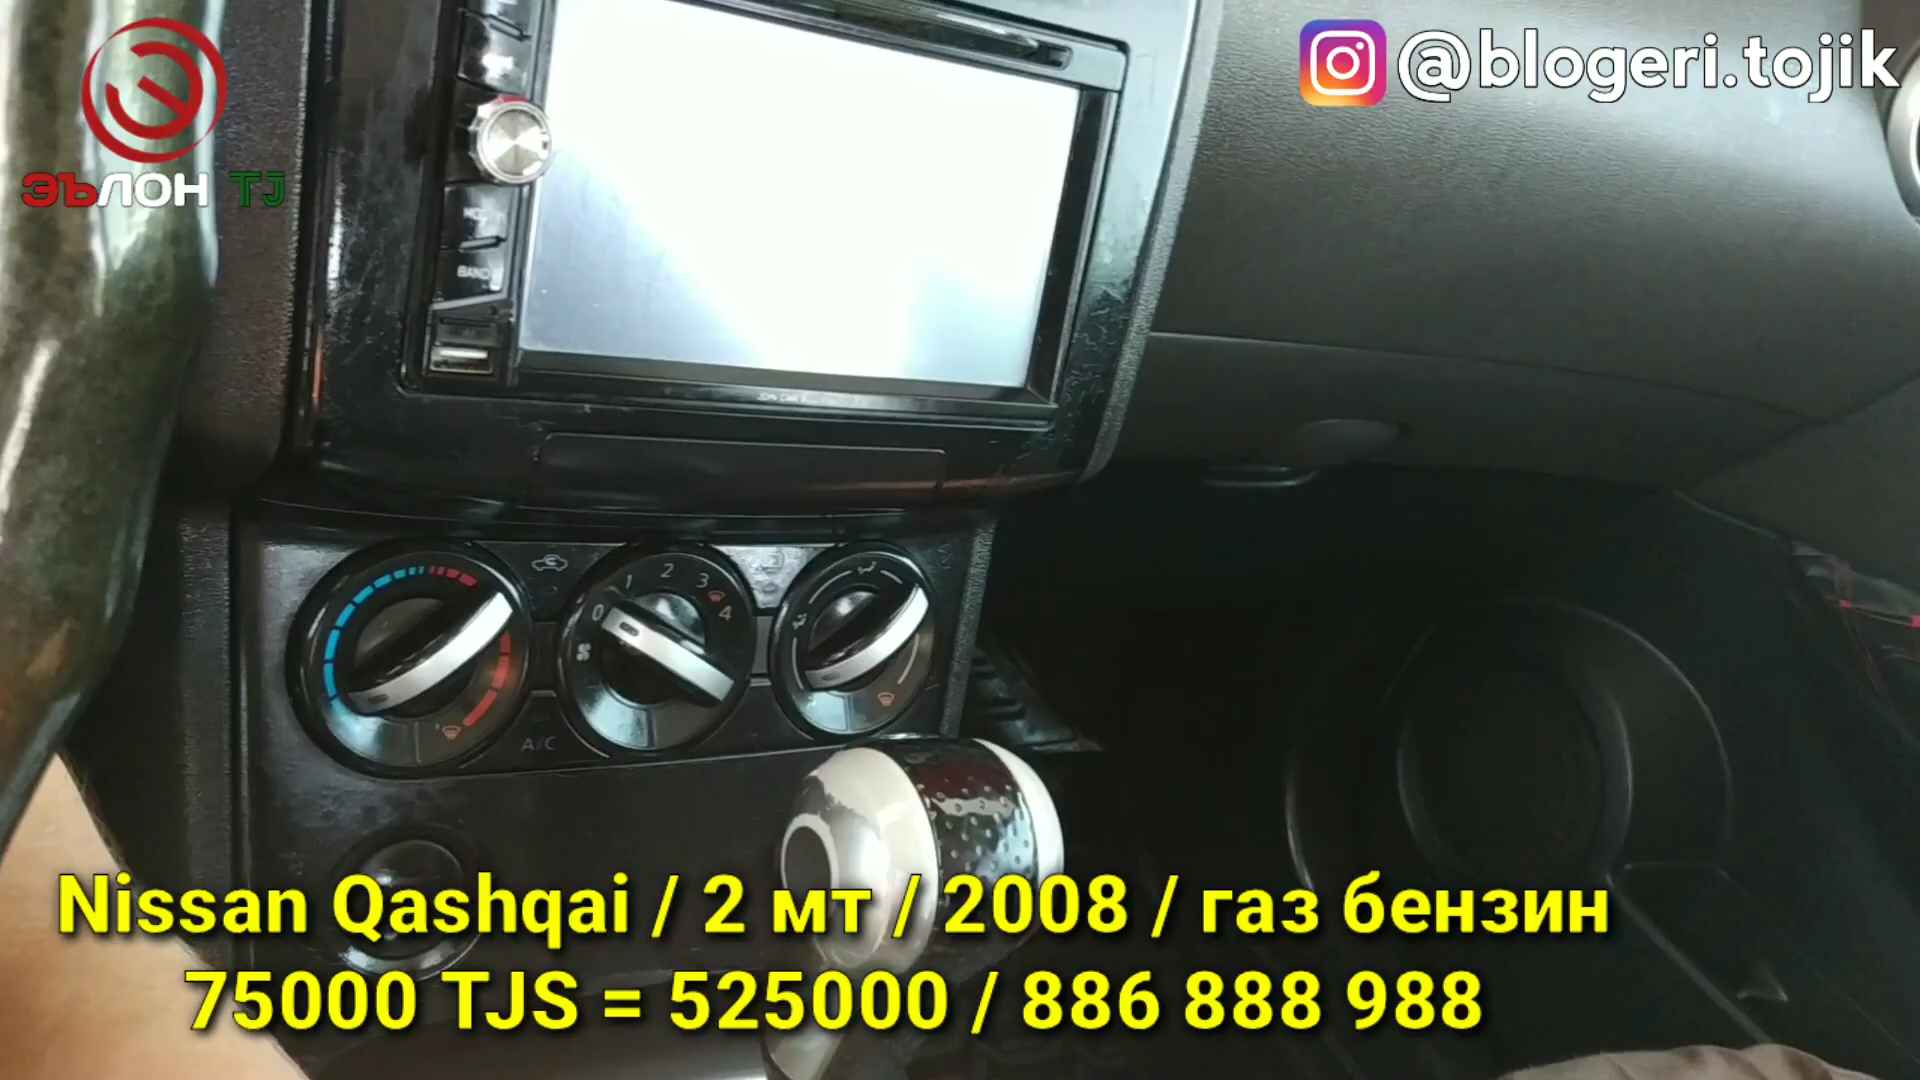 ЭЪЛОН TJ
@blogeri.tojik
BAND
0 1 2 3 4
A/C
Nissan Qashqai / 2 мт / 2008 / газ бензин
75000 TJS = 525000 / 886 888 988